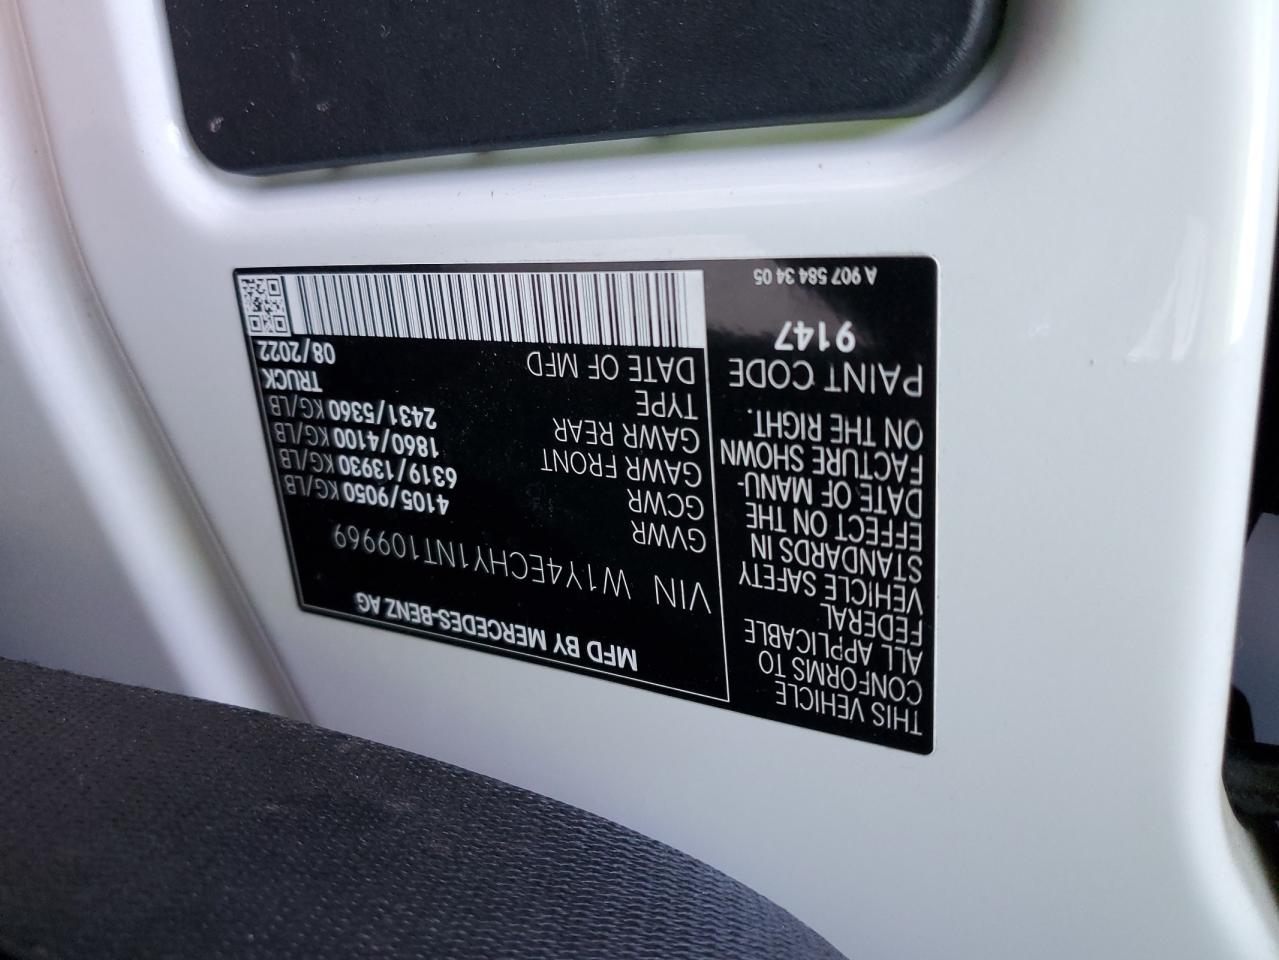 THIS VEHICLE
CONFORMS TO
ALL APPLICABLE
FEDERAL
VEHICLE SAFETY
STANDARDS IN
EFFECT ON THE
DATE OF MANU-
FACTURE SHOWN
ON THE RIGHT.
PAINT CODE
9147
A 907 584 34 05
MFD BY MERCEDES-BENZ AG
VIN W1Y4ECHY1NT109969
GVWR 4105/9050 KG/LB
GCWR 6319/13930 KG/LB
GAWR FRONT 1860/4100 KG/LB
GAWR REAR 2431/5360 KG/LB
TYPE TRUCK
DATE OF MFD 08/2022